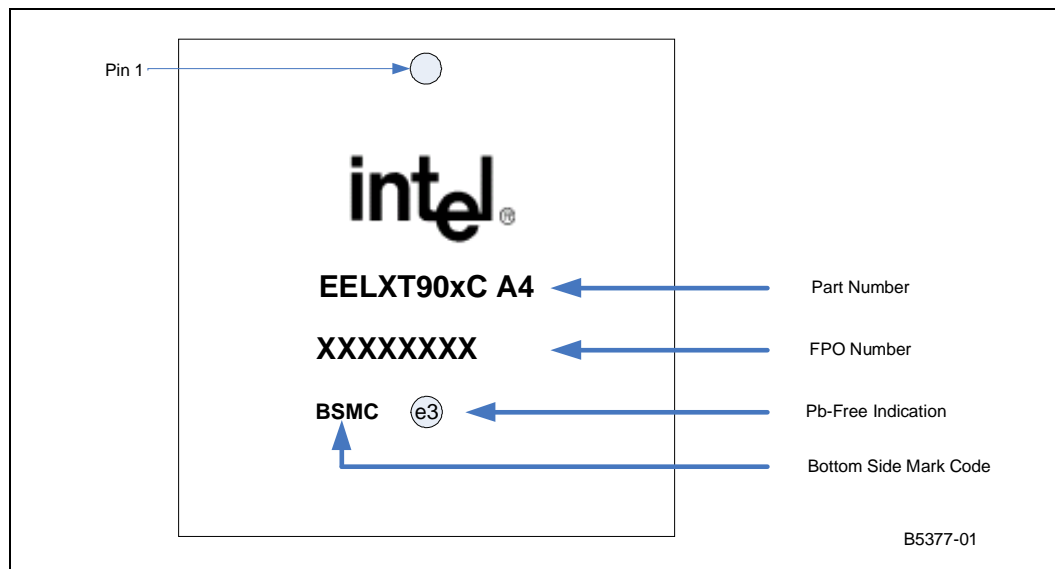 Pin 1
intel®
EELXT90xC A4 Part Number
XXXXXXXX FPO Number
BSMC e3 Pb-Free Indication
Bottom Side Mark Code
B5377-01